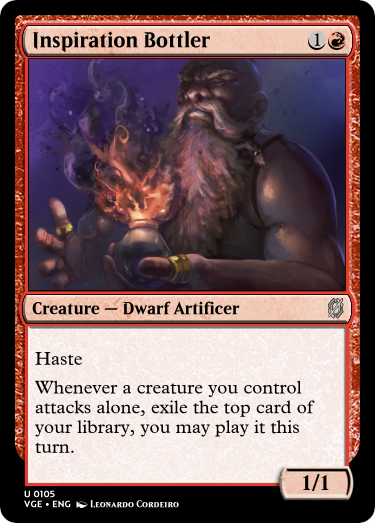 Inspiration Bottler 1
Creature — Dwarf Artificer
Haste
Whenever a creature you control
attacks alone, exile the top card of
your library, you may play it this
turn.
1/1
U 0105
VGE • ENG Leonardo Cordeiro